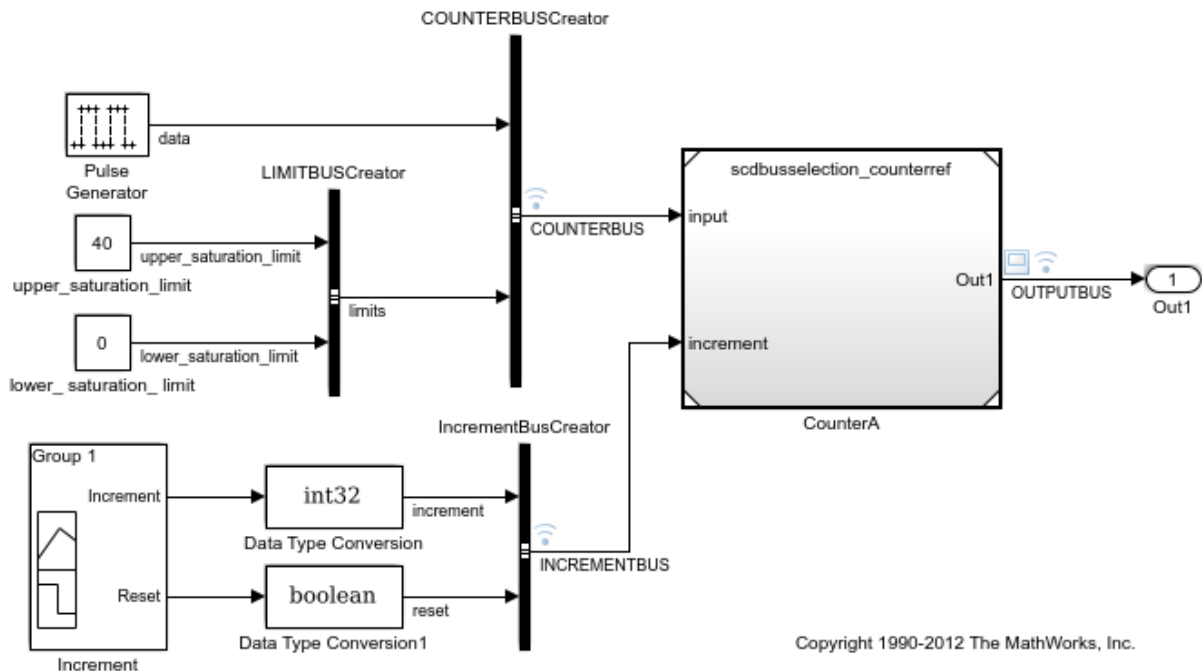 COUNTERBUSCreator
data
Pulse
Generator
LIMITBUSCreator
40
upper_saturation_limit
upper_saturation_limit
limits
0
lower_saturation_limit
lower_ saturation_ limit
COUNTERBUS
scdbusselection_counterref
input
increment
Out1
CounterA
OUTPUTBUS
1
Out1
IncrementBusCreator
Group 1
Increment
Reset
Increment
int32
increment
Data Type Conversion
boolean
reset
Data Type Conversion1
INCREMENTBUS
Copyright 1990-2012 The MathWorks, Inc.